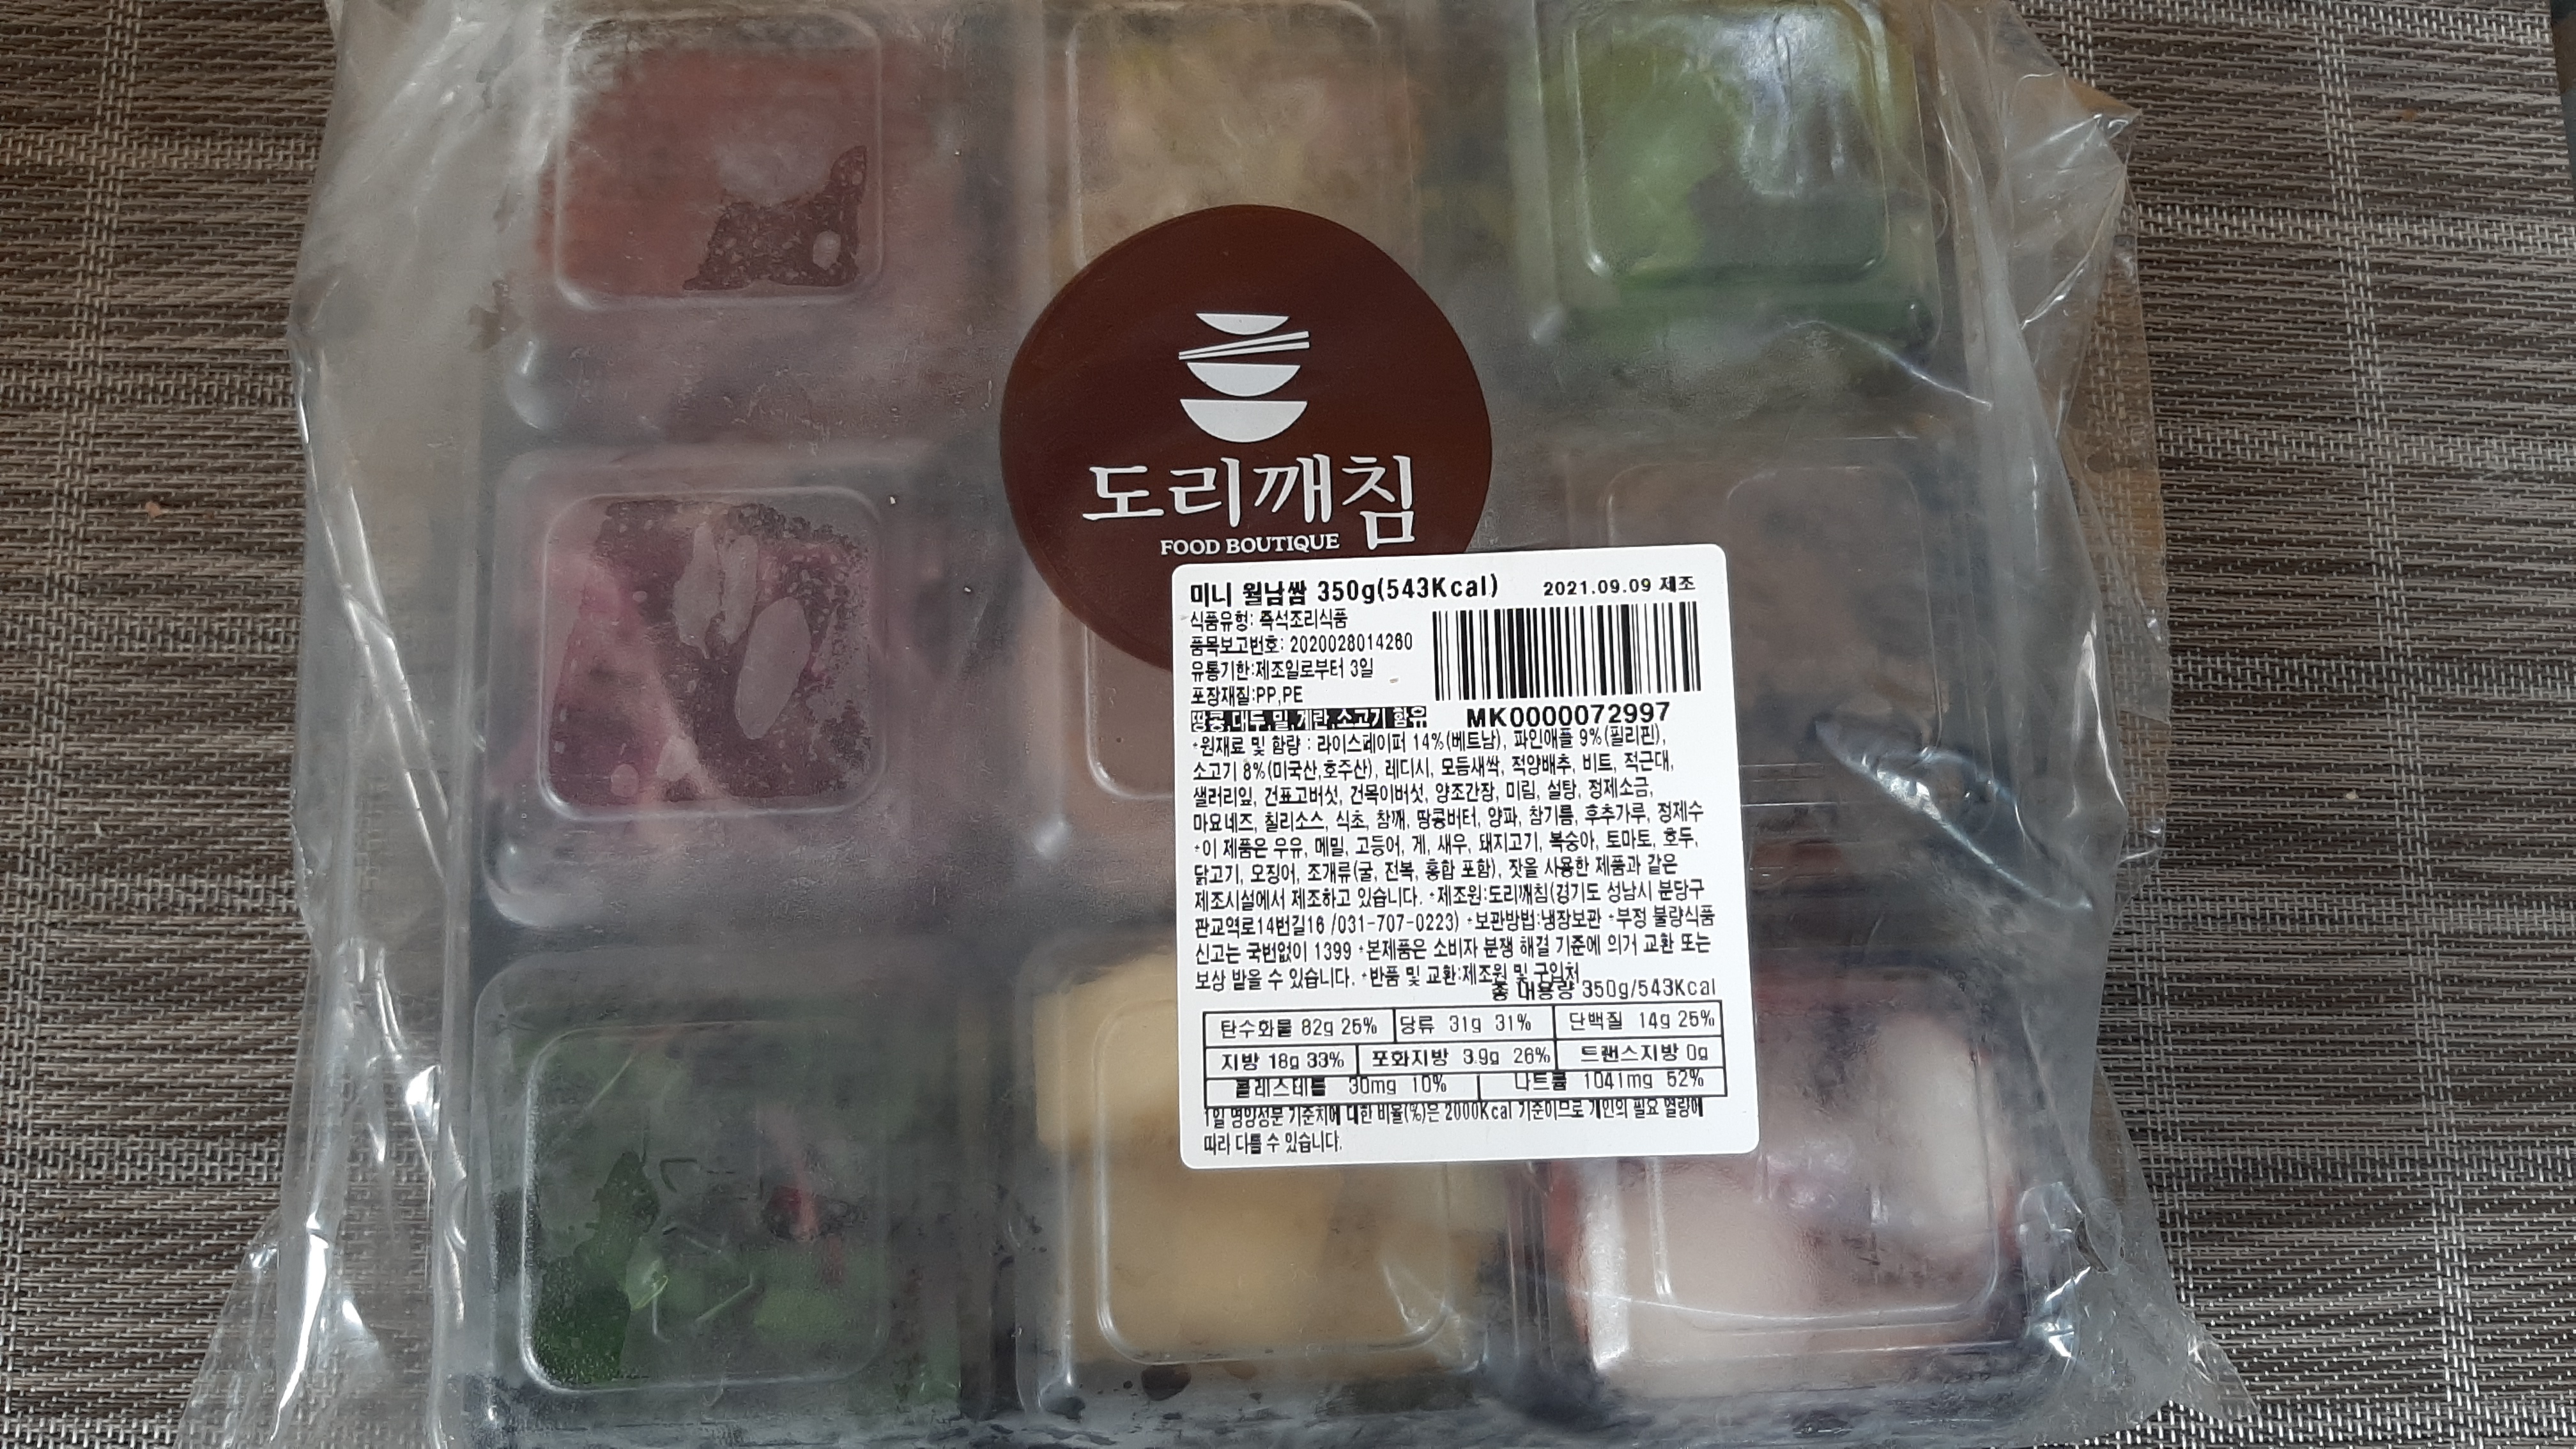 도리깨침
FOOD BOUTIQUE
미니 월남쌈 350g(543Kcal)
2021.09.09 제조
식품유형: 즉석조리식품
품목보고번호: 2020028014260
유통기한:제조일로부터 3일
포장재질:PP,PE
땅콩,대두,밀,계란,소고기 함유
MK0000072997
*원재료 및 함량 : 라이스페이퍼 14%(베트남), 파인애플 9%(필리핀),
소고기 8%(미국산,호주산), 레디시, 모듬새싹, 적양배추, 비트, 적근대,
샐러리잎, 건표고버섯, 건목이버섯, 양조간장, 미림, 설탕, 정제소금,
마요네즈, 칠리소스, 식초, 참깨, 땅콩버터, 양파, 참기름, 후추가루, 정제수
*이 제품은 우유, 메밀, 고등어, 게, 새우, 돼지고기, 복숭아, 토마토, 호두,
닭고기, 오징어, 조개류(굴, 전복, 홍합 포함), 잣을 사용한 제품과 같은
제조시설에서 제조하고 있습니다. *제조원:도리깨침(경기도 성남시 분당구
판교역로14번길16 /031-707-0223) *보관방법:냉장보관 *부정 불량식품
신고는 국번없이 1399 *본제품은 소비자 분쟁 해결 기준에 의거 교환 또는
보상 받을 수 있습니다. *반품 및 교환:제조원 및 구입처
총 내용량 350g/543Kcal
탄수화물 82g 25% 당류 31g 31% 단백질 14g 25%
지방 18g 33% 포화지방 3.9g 26% 트랜스지방 0g
콜레스테롤 30mg 10% 나트륨 1041mg 52%
1일 영양성분 기준치에 대한 비율(%)은 2000Kcal 기준이므로 개인의 필요 열량에
따라 다를 수 있습니다.